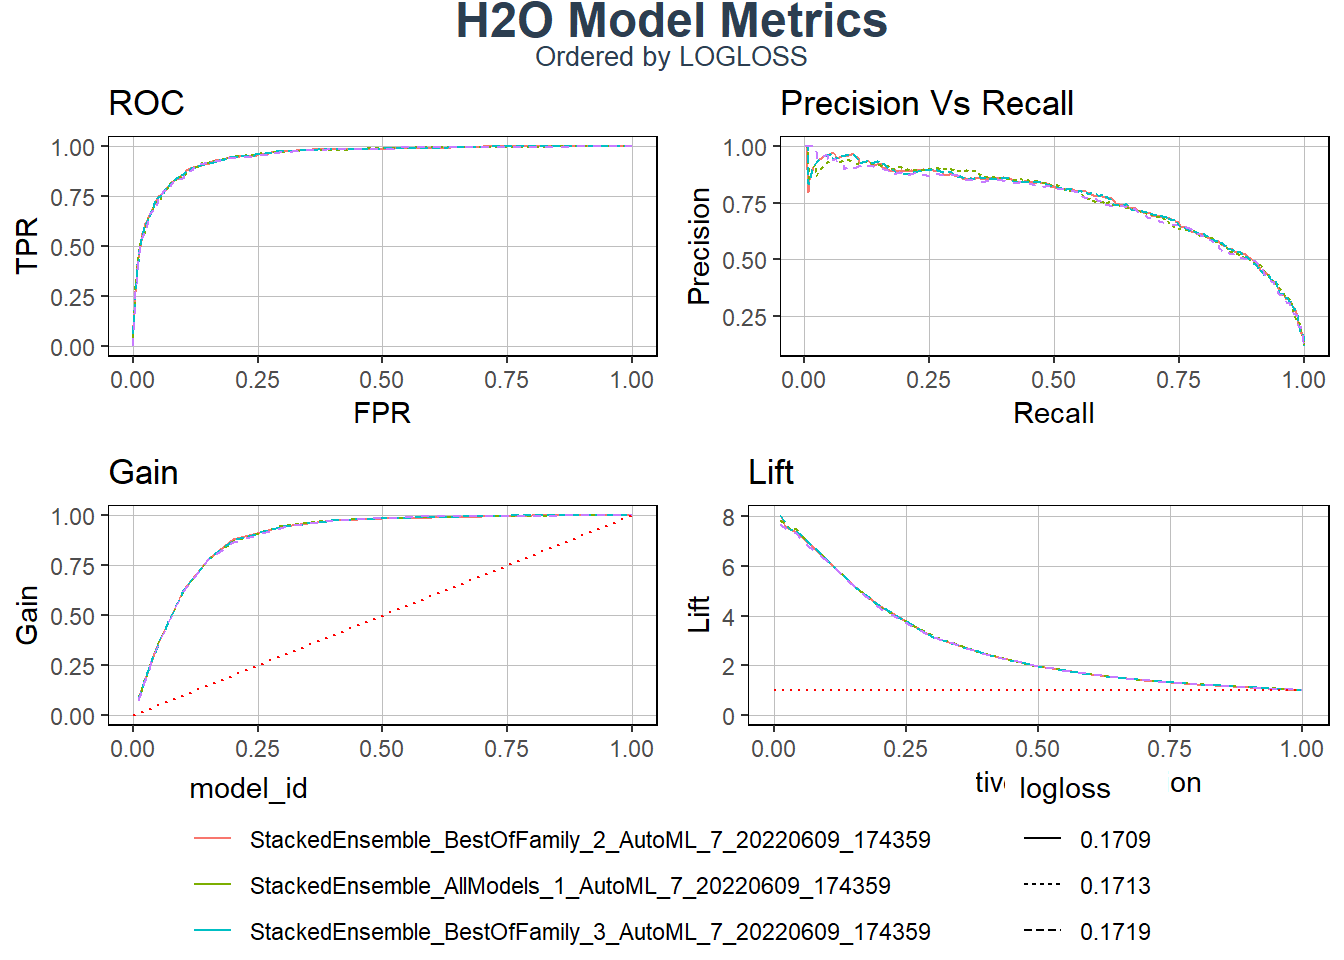 H2O Model Metrics
Ordered by LOGLOSS
ROC
1.00
0.75
0.50
0.25
0.00
TPR
0.00 0.25 0.50 0.75 1.00
FPR
Precision Vs Recall
1.00
0.75
0.50
0.25
Precision
0.00 0.25 0.50 0.75 1.00
Recall
Gain
1.00
0.75
0.50
0.25
0.00
Gain
0.00 0.25 0.50 0.75 1.00
Lift
8
6
4
2
0
Lift
0.00 0.25 0.50 0.75 1.00
on
model_id
StackedEnsemble_BestOfFamily_2_AutoML_7_20220609_174359
StackedEnsemble_AllModels_1_AutoML_7_20220609_174359
StackedEnsemble_BestOfFamily_3_AutoML_7_20220609_174359
logloss
0.1709
0.1713
0.1719